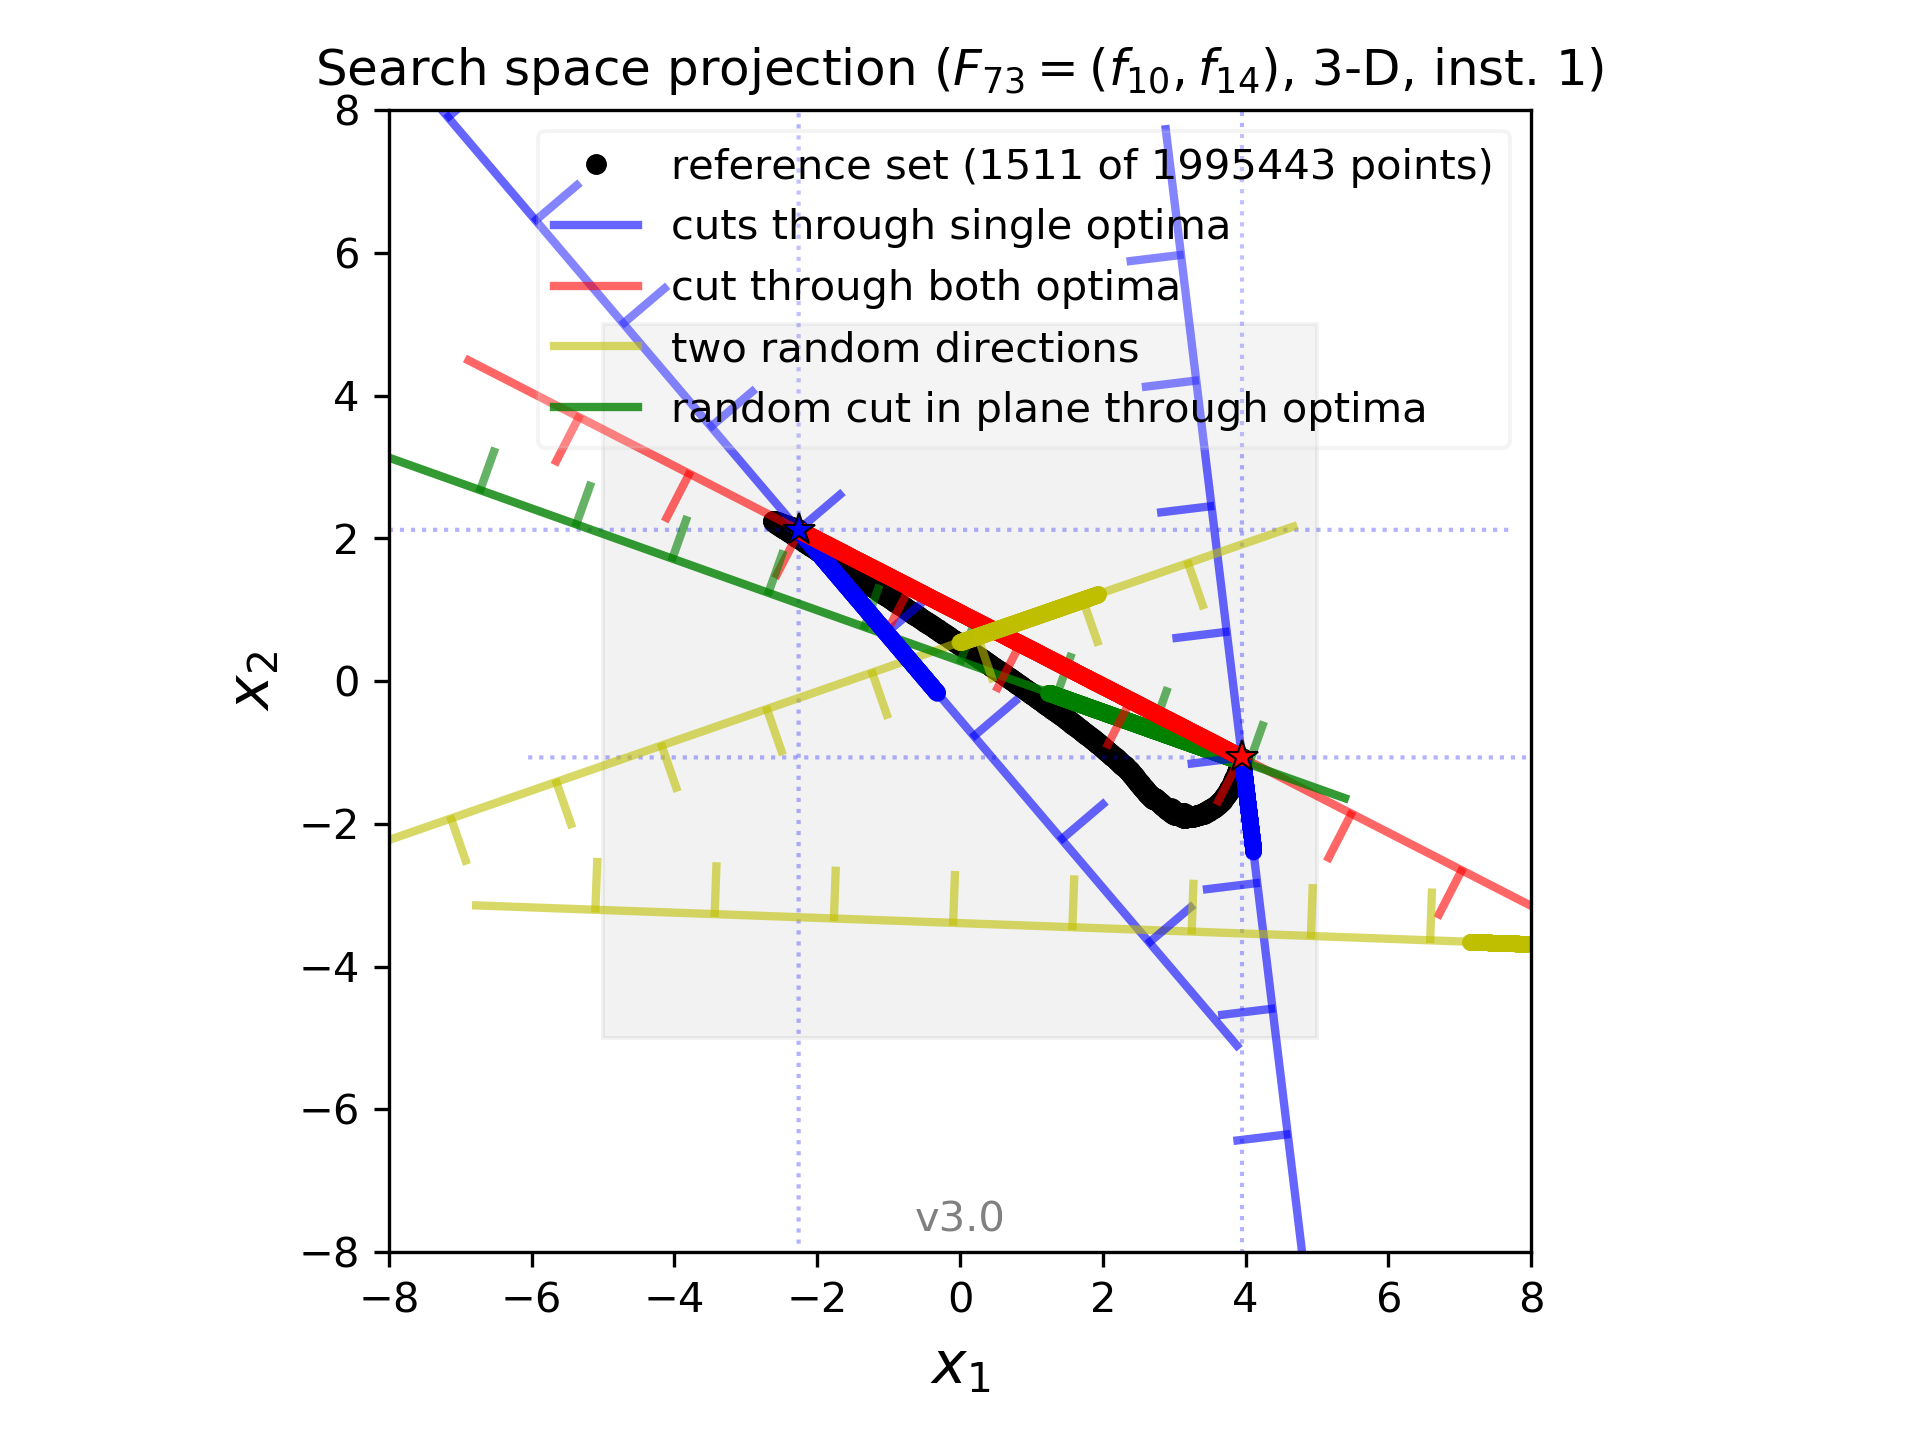 Search space projection (F73 = (f10, f14), 3-D, inst. 1)
reference set (1511 of 1995443 points)
cuts through single optima
cut through both optima
two random directions
random cut in plane through optima
8
6
4
2
0
−2
−4
−6
−8
x2
v3.0
−8 −6 −4 −2 0 2 4 6 8
x1